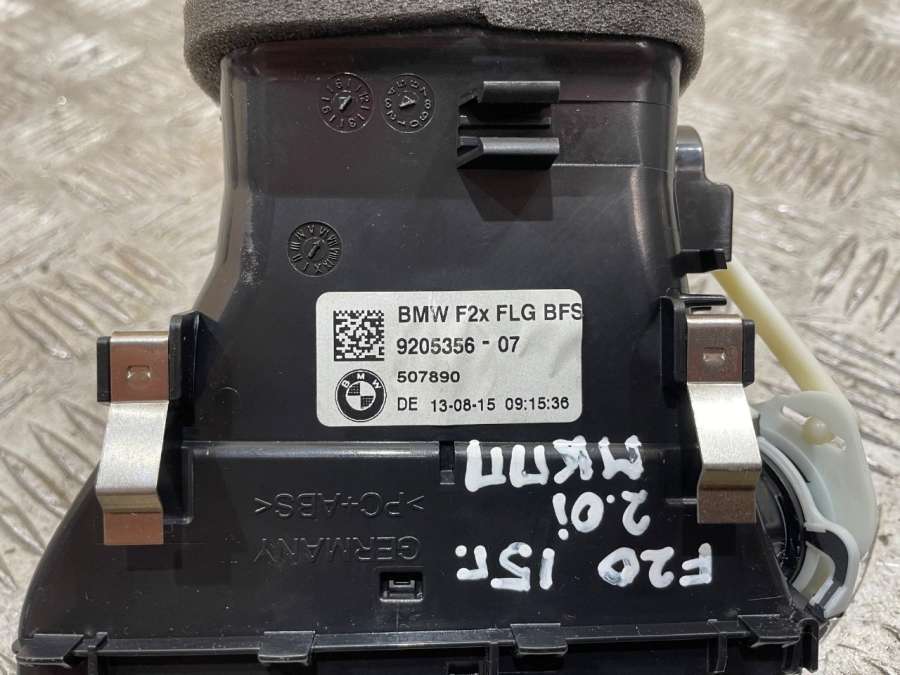 BMW F2x FLG BFS
9205356 - 07
BMW
507890
DE 13-08-15 09:15:36
МКПП
2.0i
F20 15г.
>PC+ABS<
GERMANY